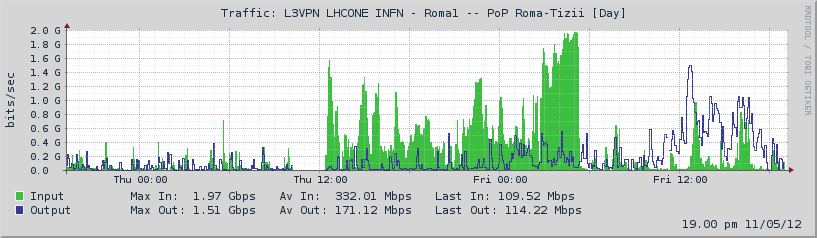 Traffic: L3VPN LHCONE INFN - Roma1 -- PoP Roma-Tizii [Day]
RRDTOOL / TOBI OETIKER
bits/sec
2.0 G
1.8 G
1.6 G
1.4 G
1.2 G
1.0 G
0.8 G
0.6 G
0.4 G
0.2 G
0.0
Thu 00:00 Thu 12:00 Fri 00:00 Fri 12:00
Input Max In: 1.97 Gbps Av In: 332.01 Mbps Last In: 109.52 Mbps
Output Max Out: 1.51 Gbps Av Out: 171.12 Mbps Last Out: 114.22 Mbps
19.00 pm 11/05/12